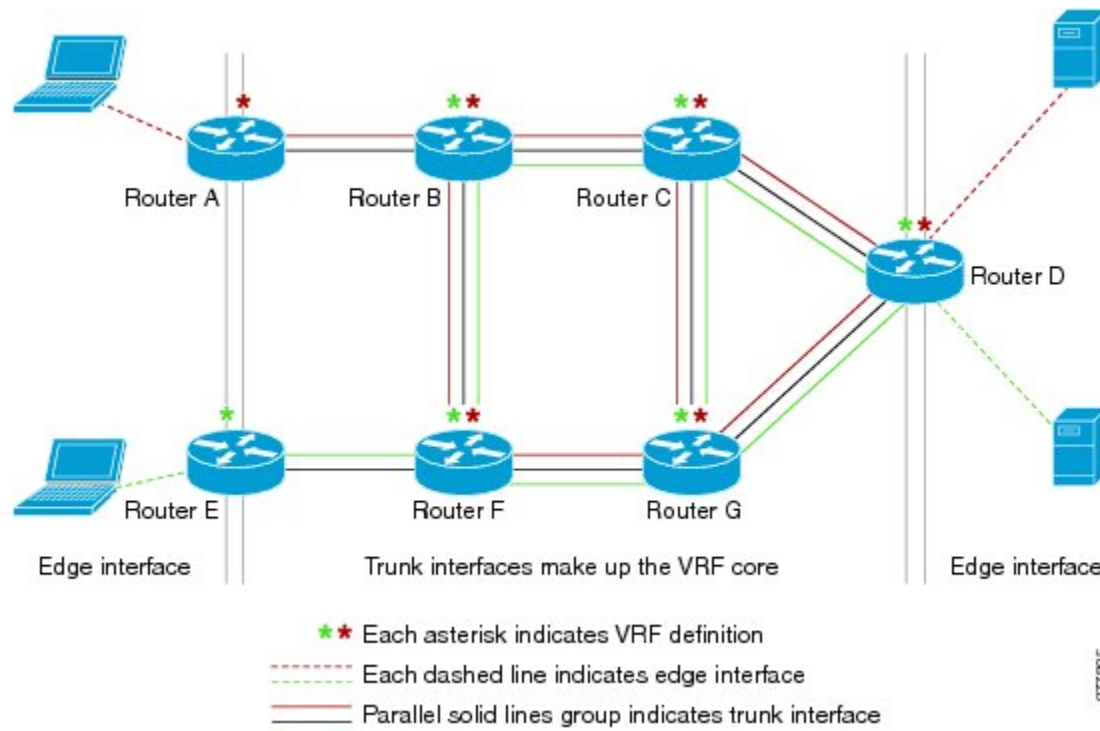 Router A
Router B
Router C
Router D
Router E
Router F
Router G
Edge interface
Trunk interfaces make up the VRF core
Edge interface
* * Each asterisk indicates VRF definition
Each dashed line indicates edge interface
Parallel solid lines group indicates trunk interface